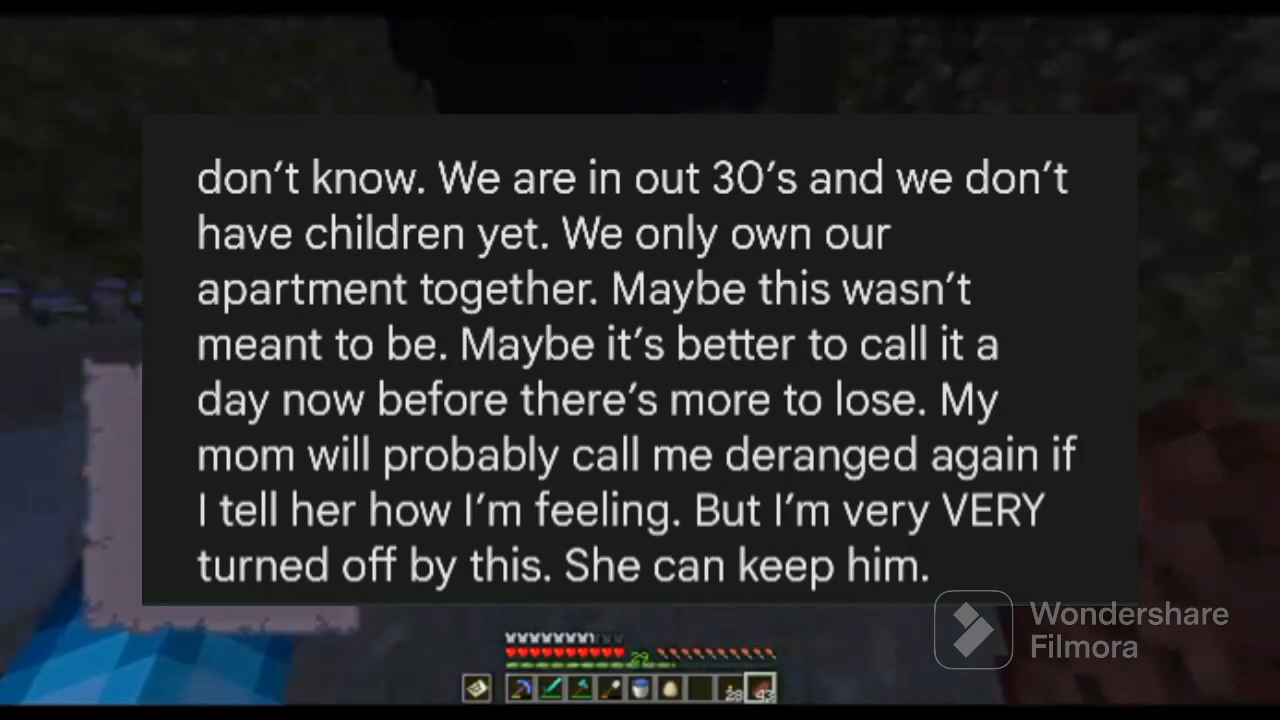 don't know. We are in out 30's and we don't
have children yet. We only own our
apartment together. Maybe this wasn't
meant to be. Maybe it's better to call it a
day now before there's more to lose. My
mom will probably call me deranged again if
I tell her how I'm feeling. But I'm very VERY
turned off by this. She can keep him.
Wondershare
Filmora
29
28
43